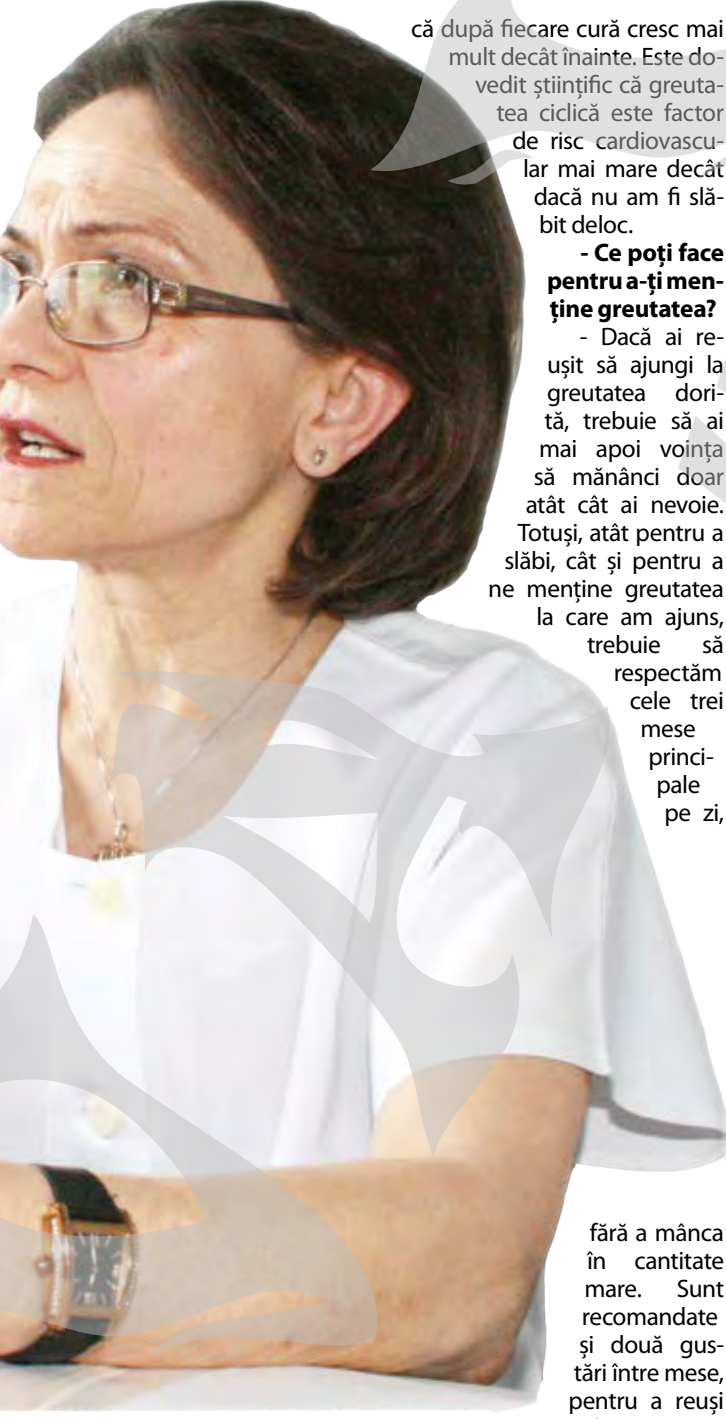 că după fiecare cură cresc mai
mult decât înainte. Este do-
vedit științific că greuta-
tea ciclică este factor
de risc cardiovascu-
lar mai mare decât
dacă nu am fi slă-
bit deloc.
- Ce poți face
pentru a-ți men-
ține greutatea?
- Dacă ai re-
ușit să ajungi la
greutatea dori-
tă, trebuie să ai
mai apoi voința
să mănânci doar
atât cât ai nevoie.
Totuși, atât pentru a
slăbi, cât și pentru a
ne menține greutatea
la care am ajuns,
trebuie să
respectăm
cele trei
mese
princi-
pale
pe zi,
fără a mânca
în cantitate
mare. Sunt
recomandate
și două gus-
tări între mese,
pentru a reuși